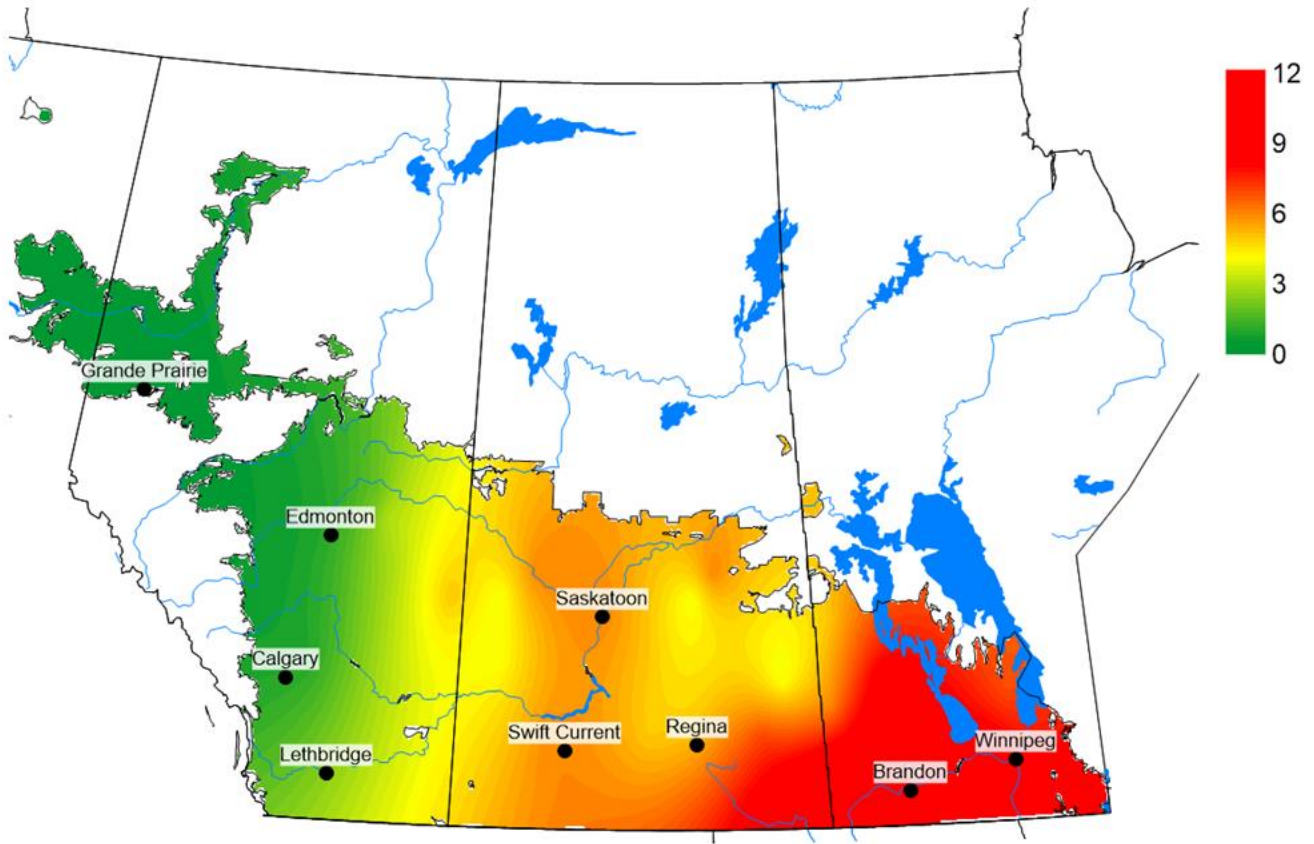 12
9
6
3
0
Grande Prairie
Edmonton
Saskatoon
Calgary
Swift Current
Regina
Lethbridge
Winnipeg
Brandon